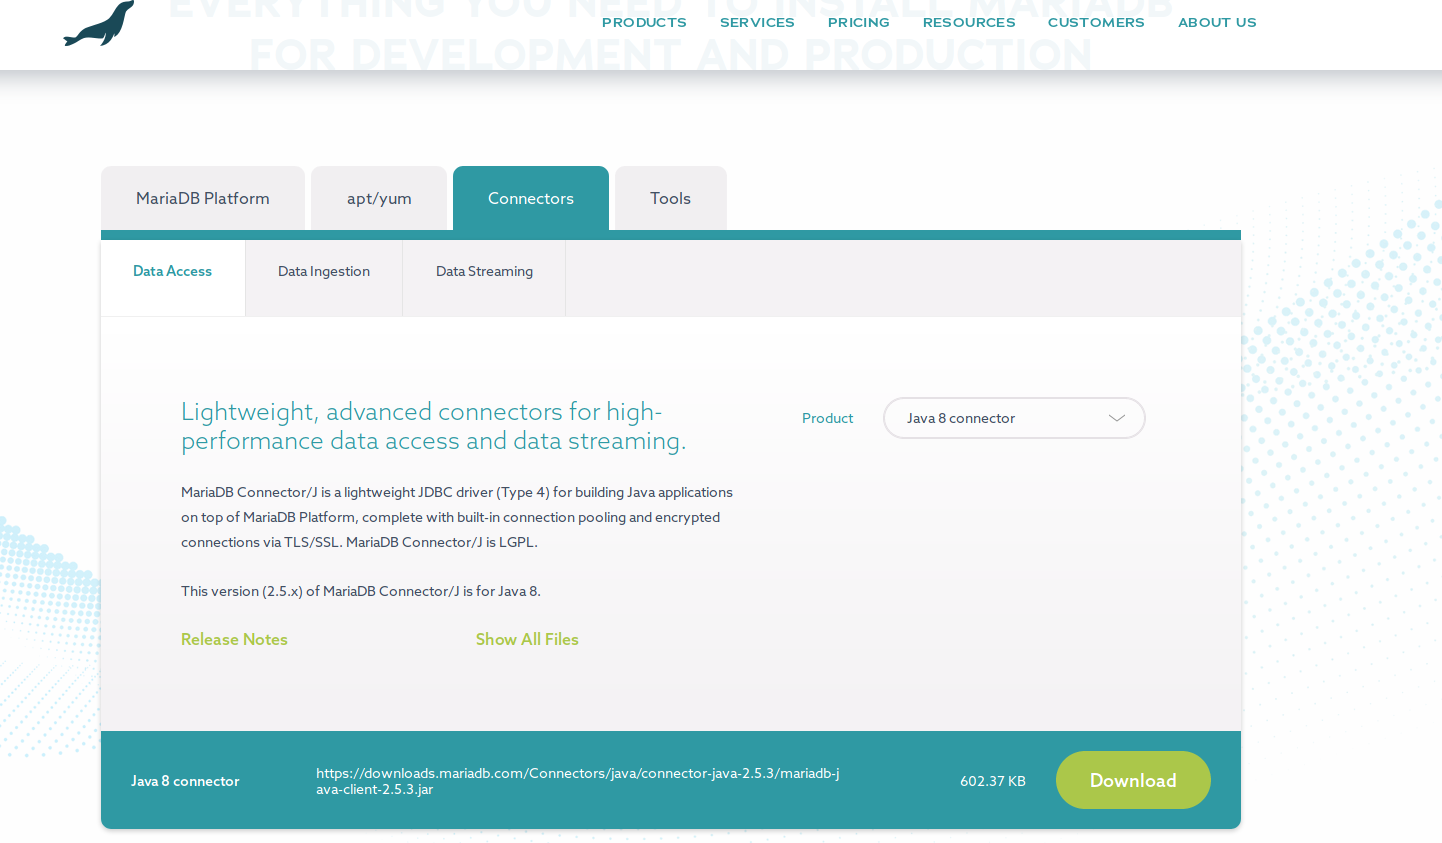 EVERYTHING YOU NEED TO INSTALL MARIADB
FOR DEVELOPMENT AND PRODUCTION
PRODUCTS SERVICES PRICING RESOURCES CUSTOMERS ABOUT US
MariaDB Platform apt/yum Connectors Tools
Data Access Data Ingestion Data Streaming
Lightweight, advanced connectors for high-
performance data access and data streaming.
Product Java 8 connector
MariaDB Connector/J is a lightweight JDBC driver (Type 4) for building Java applications
on top of MariaDB Platform, complete with built-in connection pooling and encrypted
connections via TLS/SSL. MariaDB Connector/J is LGPL.
This version (2.5.x) of MariaDB Connector/J is for Java 8.
Release Notes Show All Files
Java 8 connector
https://downloads.mariadb.com/Connectors/java/connector-java-2.5.3/mariadb-j
ava-client-2.5.3.jar
602.37 KB
Download